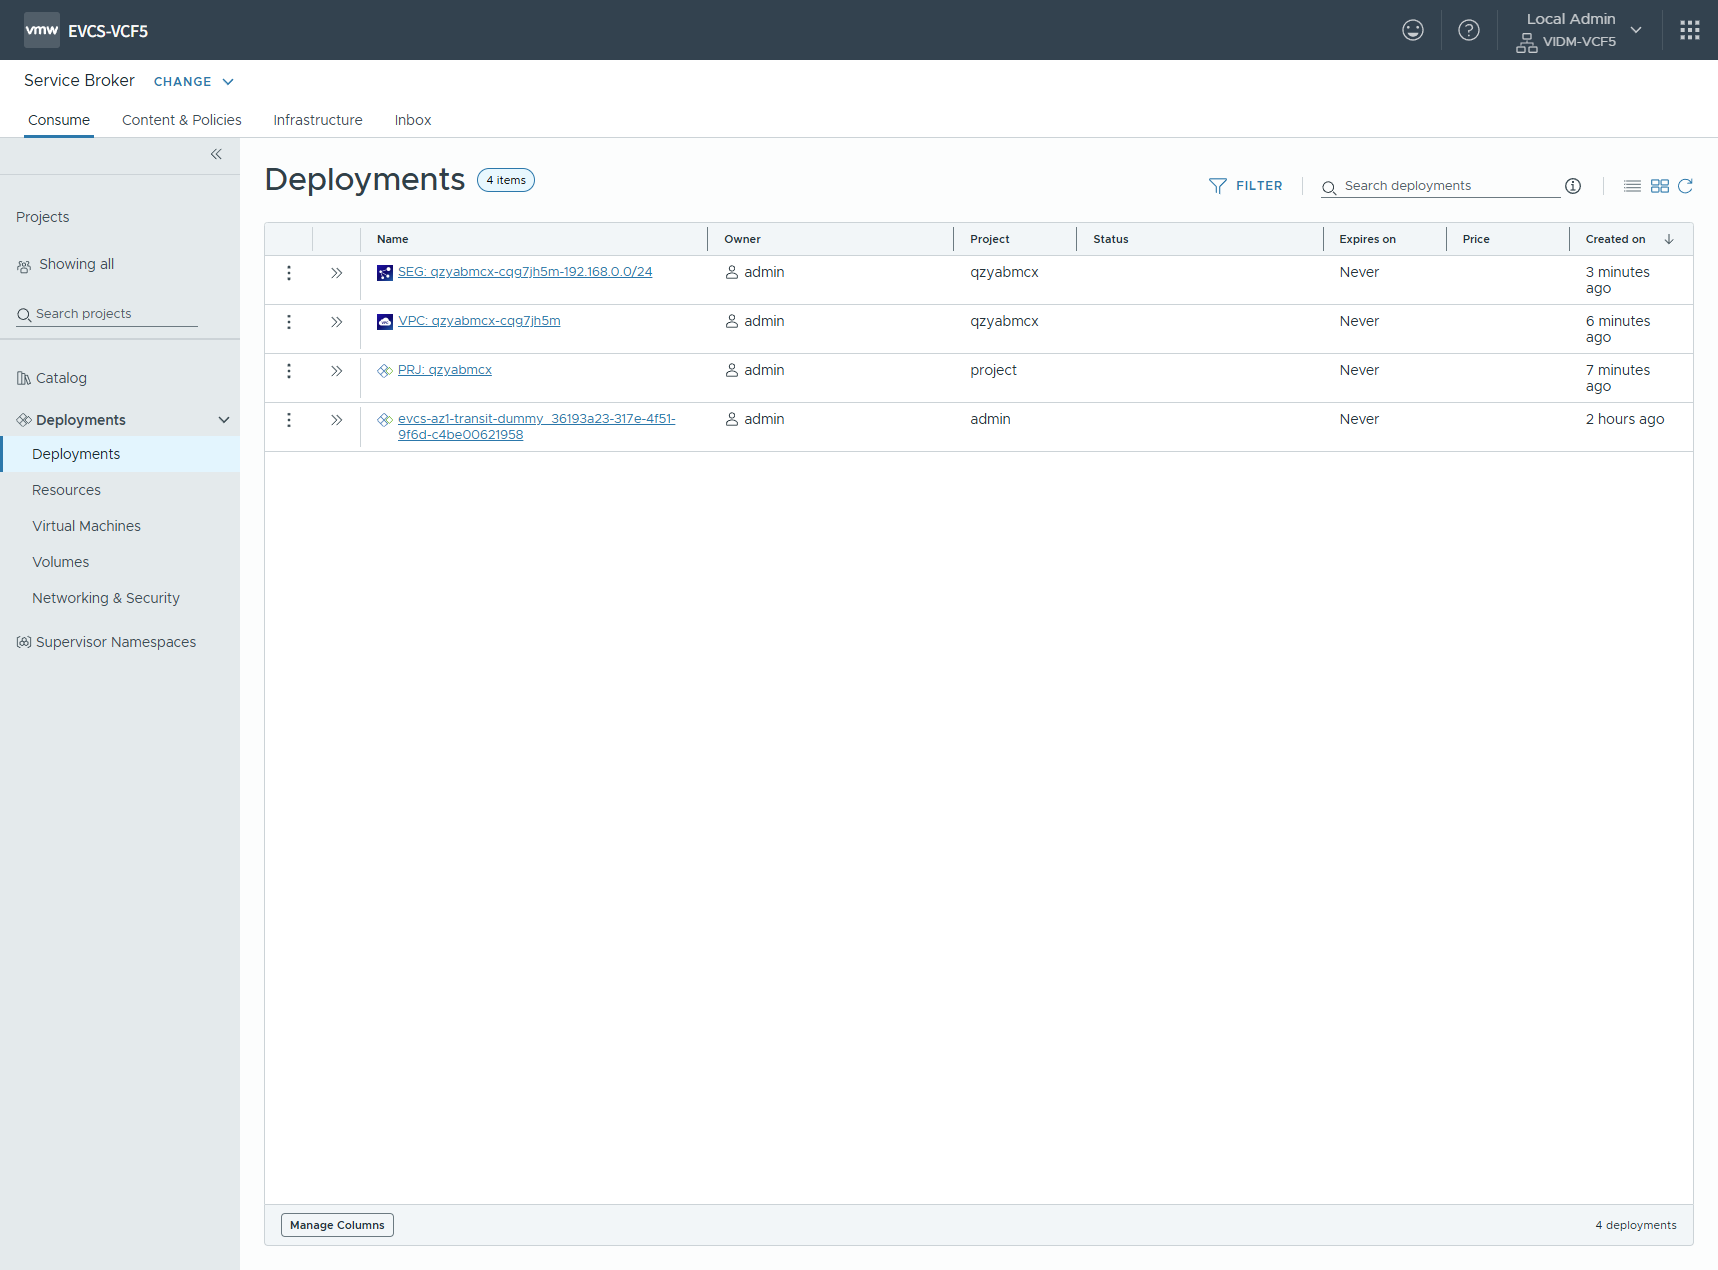 vmw EVCS-VCF5
Local Admin
VIDM-VCF5
Service Broker CHANGE
Consume Content & Policies Infrastructure Inbox
Projects
Showing all
Search projects
Catalog
Deployments
Deployments
Resources
Virtual Machines
Volumes
Networking & Security
Supervisor Namespaces
Deployments 4 items
FILTER Search deployments
Name Owner Project Status Expires on Price Created on
SEG: qzyabmcx-cqg7jh5m-192.168.0.0/24 admin qzyabmcx Never 3 minutes
ago
VPC: qzyabmcx-cqg7jh5m admin qzyabmcx Never 6 minutes
ago
PRJ: qzyabmcx admin project Never 7 minutes
ago
evcs-az1-transit-dummy_36193a23-317e-4f51- admin admin Never 2 hours ago
9f6d-c4be00621958
Manage Columns 4 deployments